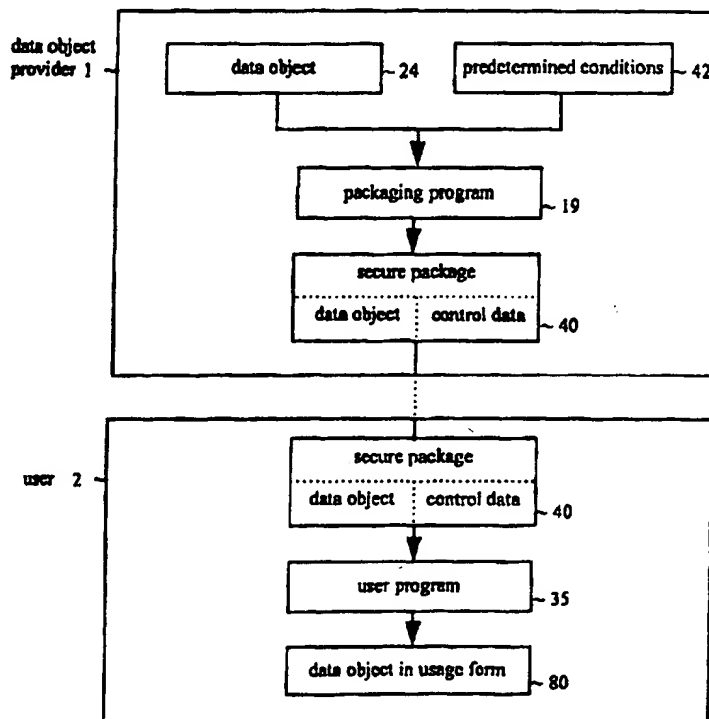 data object
provider 1
data object
24
predetermined conditions
42
packaging program
19
secure package
data object
control data
40
user 2
secure package
data object
control data
40
user program
35
data object in usage form
80